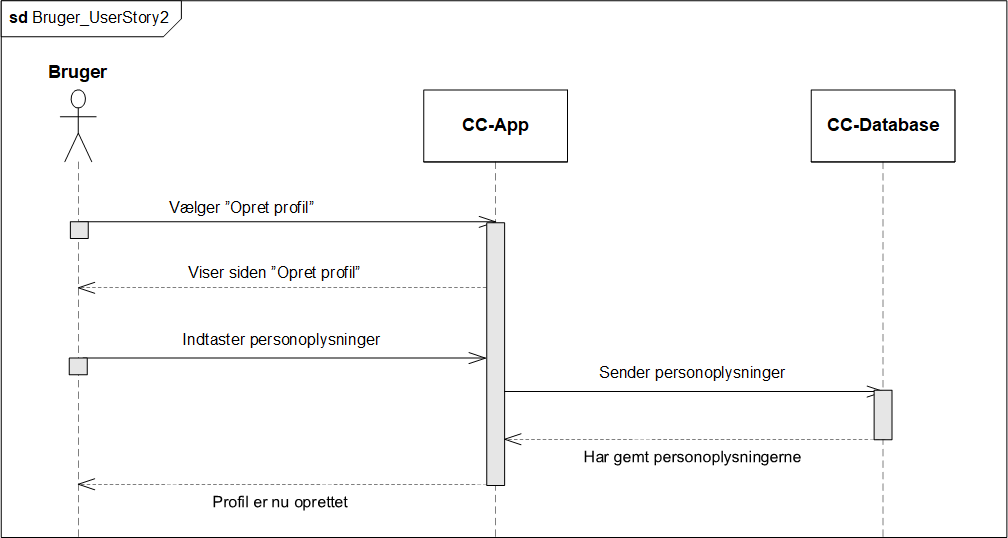 sd Bruger_UserStory2
Bruger
CC-App
CC-Database
Vælger ”Opret profil”
Viser siden ”Opret profil”
Indtaster personoplysninger
Sender personoplysninger
Har gemt personoplysningerne
Profil er nu oprettet